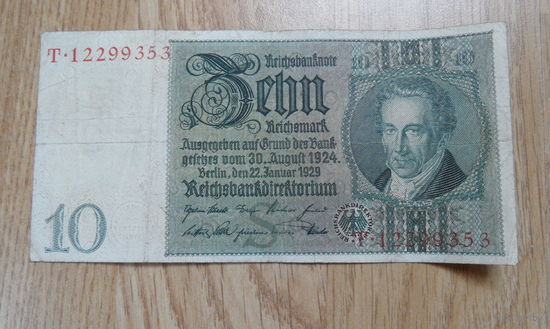 T·12299353
Reichsbanknote
Zehn
Reichsmark
Ausgegeben auf Grund des Bank
gesetzes vom 30. August 1924.
Berlin, den 22. Januar 1929
Reichsbankdirektorium
10
REICHSBANKDIREKTORIUM
T·12299353